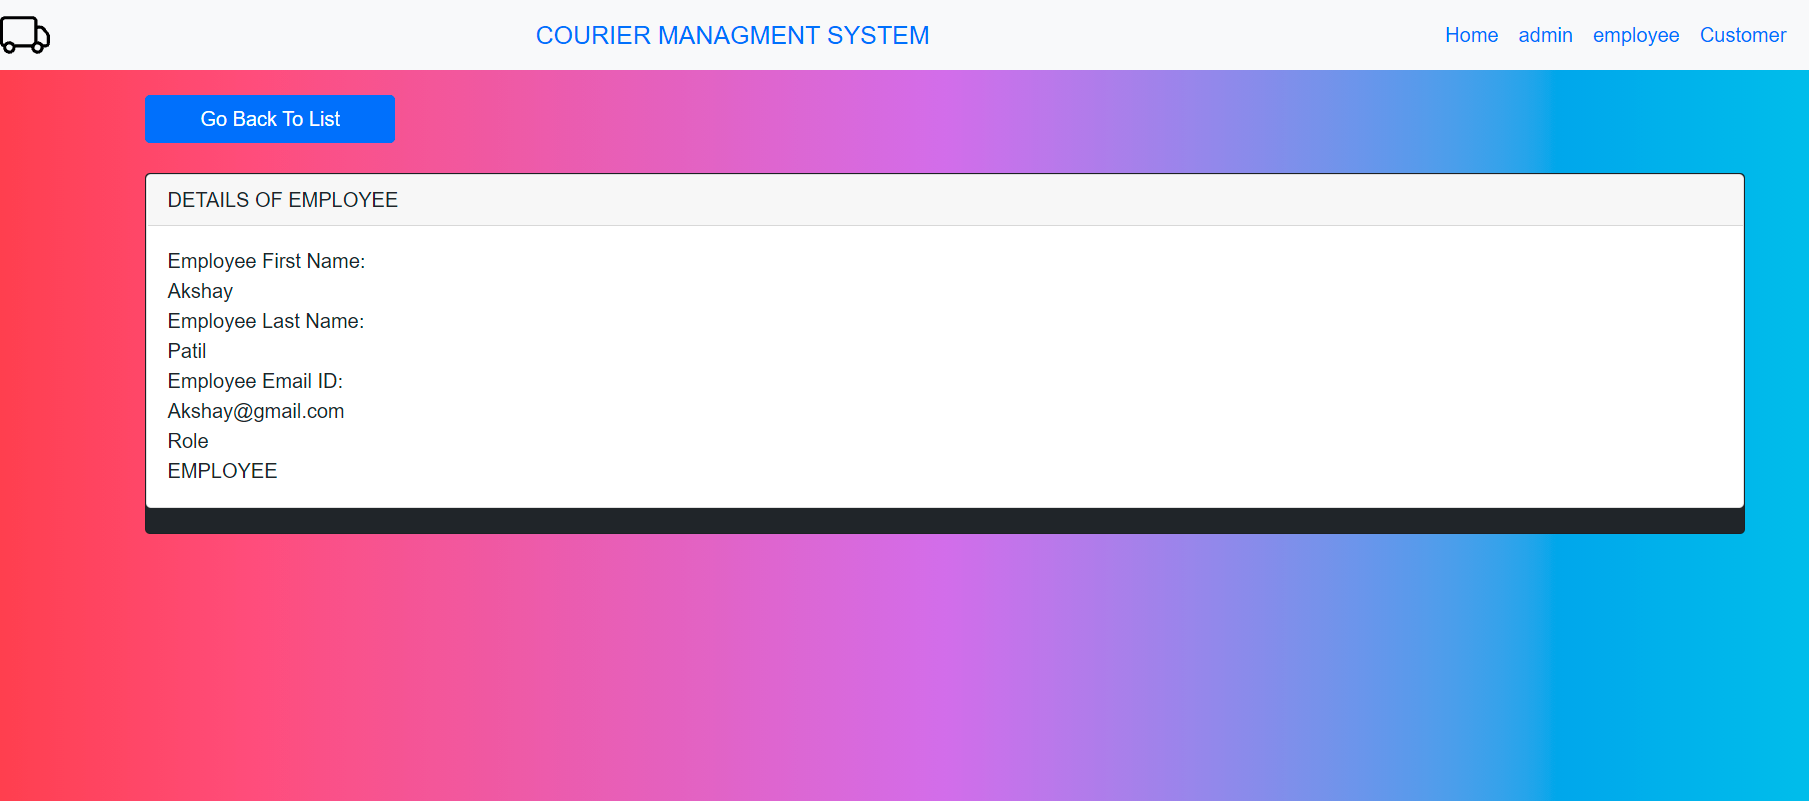 COURIER MANAGMENT SYSTEM
Home admin employee Customer
Go Back To List
DETAILS OF EMPLOYEE
Employee First Name:
Akshay
Employee Last Name:
Patil
Employee Email ID:
Akshay@gmail.com
Role
EMPLOYEE